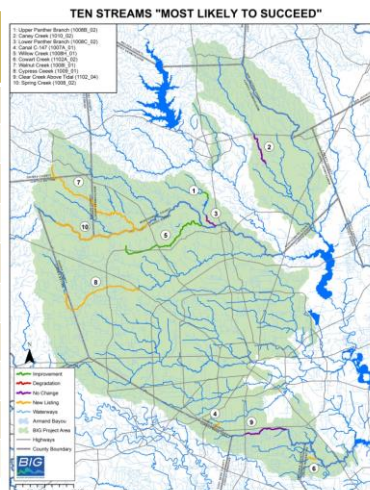 TEN STREAMS "MOST LIKELY TO SUCCEED"
1: Upper Panther Branch (1008B_02)
2: Caney Creek (1010_02)
3: Lower Panther Branch (1008C_02)
4: Canal C-147 (1007A_01)
5: Willow Creek (1008H_01)
6: Cowart Creek (1102A_02)
7: Walnut Creek (1008I_01)
8: Cypress Creek (1009_01)
9: Clear Creek Above Tidal (1102_04)
10: Spring Creek (1008_02)
1
2
3
7
10
5
8
4
9
6
N
Improvement
Degradation
No Change
New Listing
Waterways
Armand Bayou
BIG Project Area
Highways
County Boundary
BIG